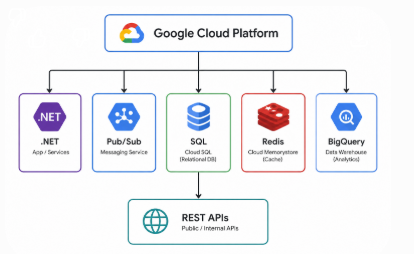 Google Cloud Platform
.NET
.NET
App / Services
Pub/Sub
Messaging Service
SQL
Cloud SQL
(Relational DB)
Redis
Cloud Memorystore
(Cache)
BigQuery
Data Warehouse
(Analytics)
REST APIs
Public / Internal APIs